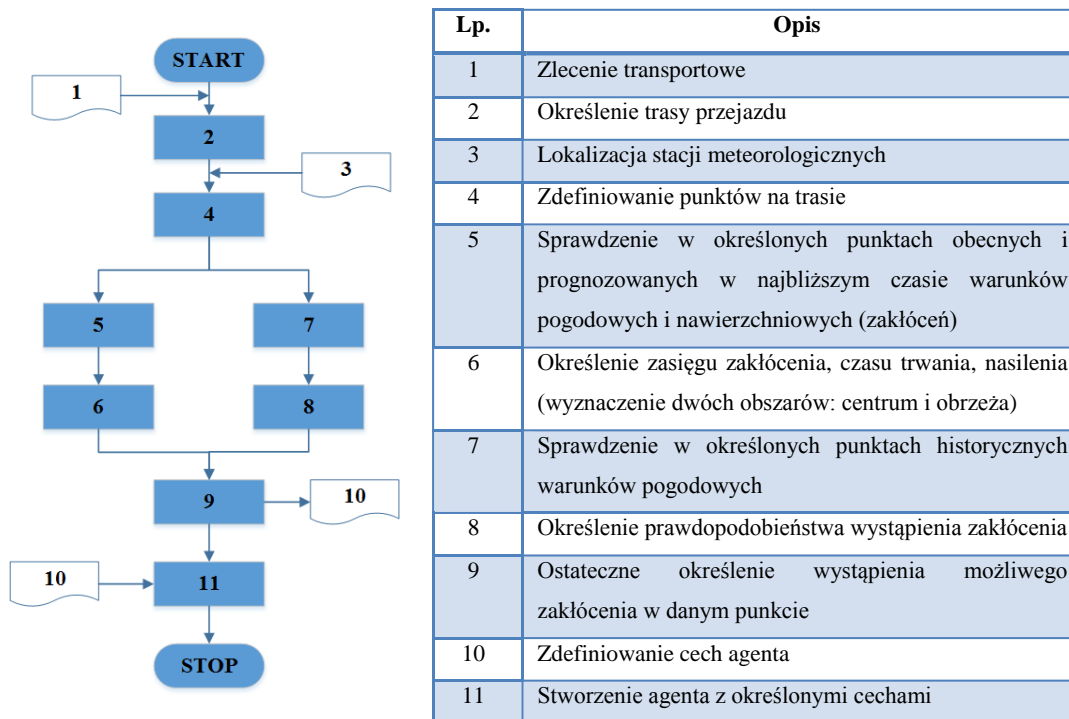 START
1
2
3
4
5
7
6
8
9
10
10
11
STOP
Lp. Opis
1 Zlecenie transportowe
2 Określenie trasy przejazdu
3 Lokalizacja stacji meteorologicznych
4 Zdefiniowanie punktów na trasie
5 Sprawdzenie w określonych punktach obecnych i
prognozowanych w najbliższym czasie warunków
pogodowych i nawierzchniowych (zakłóceń)
6 Określenie zasięgu zakłócenia, czasu trwania, nasilenia
(wyznaczenie dwóch obszarów: centrum i obrzeża)
7 Sprawdzenie w określonych punktach historycznych
warunków pogodowych
8 Określenie prawdopodobieństwa wystąpienia zakłócenia
9 Ostateczne określenie wystąpienia możliwego
zakłócenia w danym punkcie
10 Zdefiniowanie cech agenta
11 Stworzenie agenta z określonymi cechami